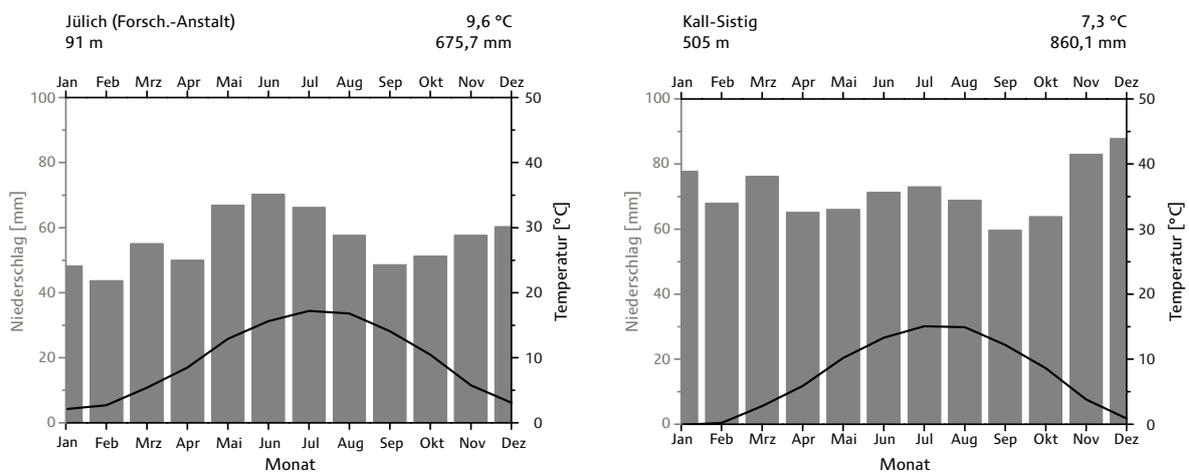 Jülich (Forsch.-Anstalt) 9,6 °C
91 m 675,7 mm
Jan Feb Mrz Apr Mai Jun Jul Aug Sep Okt Nov Dez
100 50
80 40
60 30
40 20
20 10
0 0
Niederschlag [mm]
Temperatur [°C]
Jan Feb Mrz Apr Mai Jun Jul Aug Sep Okt Nov Dez
Monat
Kall-Sistig 7,3 °C
505 m 860,1 mm
Jan Feb Mrz Apr Mai Jun Jul Aug Sep Okt Nov Dez
100 50
80 40
60 30
40 20
20 10
0 0
Niederschlag [mm]
Temperatur [°C]
Jan Feb Mrz Apr Mai Jun Jul Aug Sep Okt Nov Dez
Monat